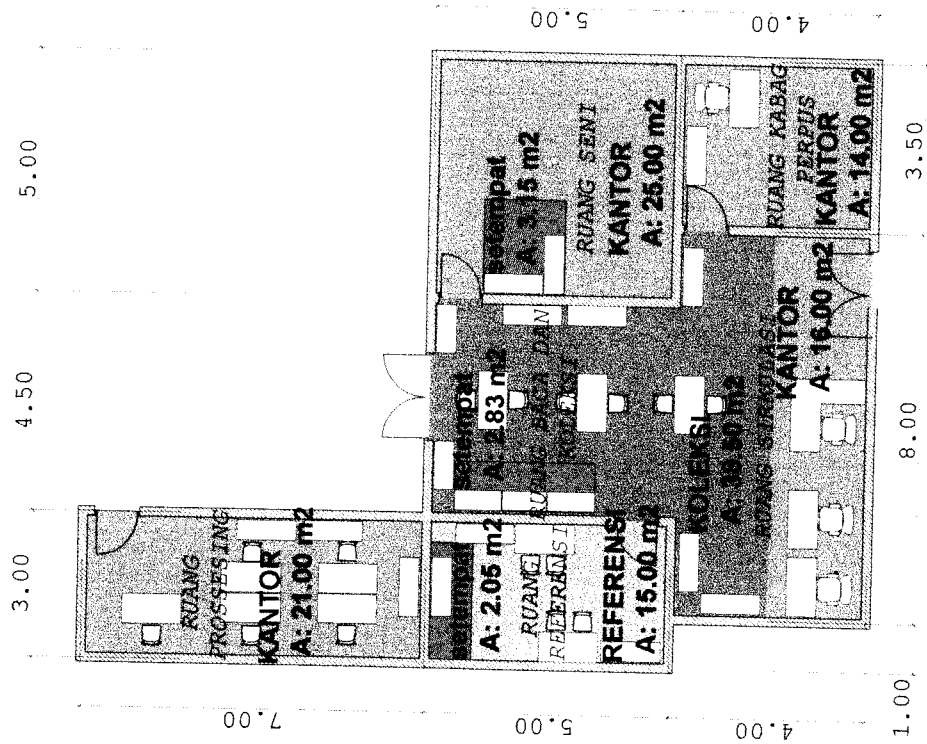 5.00
4.00
5.00
4.50
3.00
3.50
8.00
1.00
7.00
5.00
4.00
setempat
A: 3.15 m2
RUANG SENI
KANTOR
A: 25.00 m2
RUANG KABAG
PERPUS
KANTOR
A: 14.00 m2
setempat
A: 2.83 m2
RUANG BACA DAN
KOLEKSI
KOLEKSI
RUANG SIRKULASI
KANTOR
A: 16.00 m2
RUANG
PROSSESING
KANTOR
A: 21.00 m2
setempat
A: 2.05 m2
RUANG
REFERENSI
REFERENSI
A: 15.00 m2